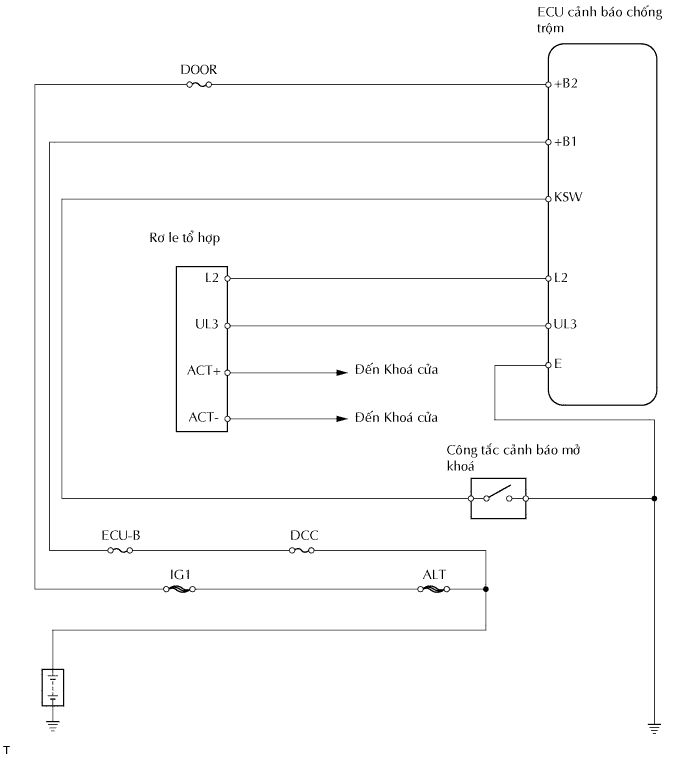 ECU cảnh báo chống
trộm
DOOR
+B2
+B1
KSW
Rơ le tổ hợp
L2
L2
UL3
UL3
E
ACT+
Đến Khoá cửa
ACT-
Đến Khoá cửa
Công tắc cảnh báo mở
khoá
ECU-B
DCC
IG1
ALT
T